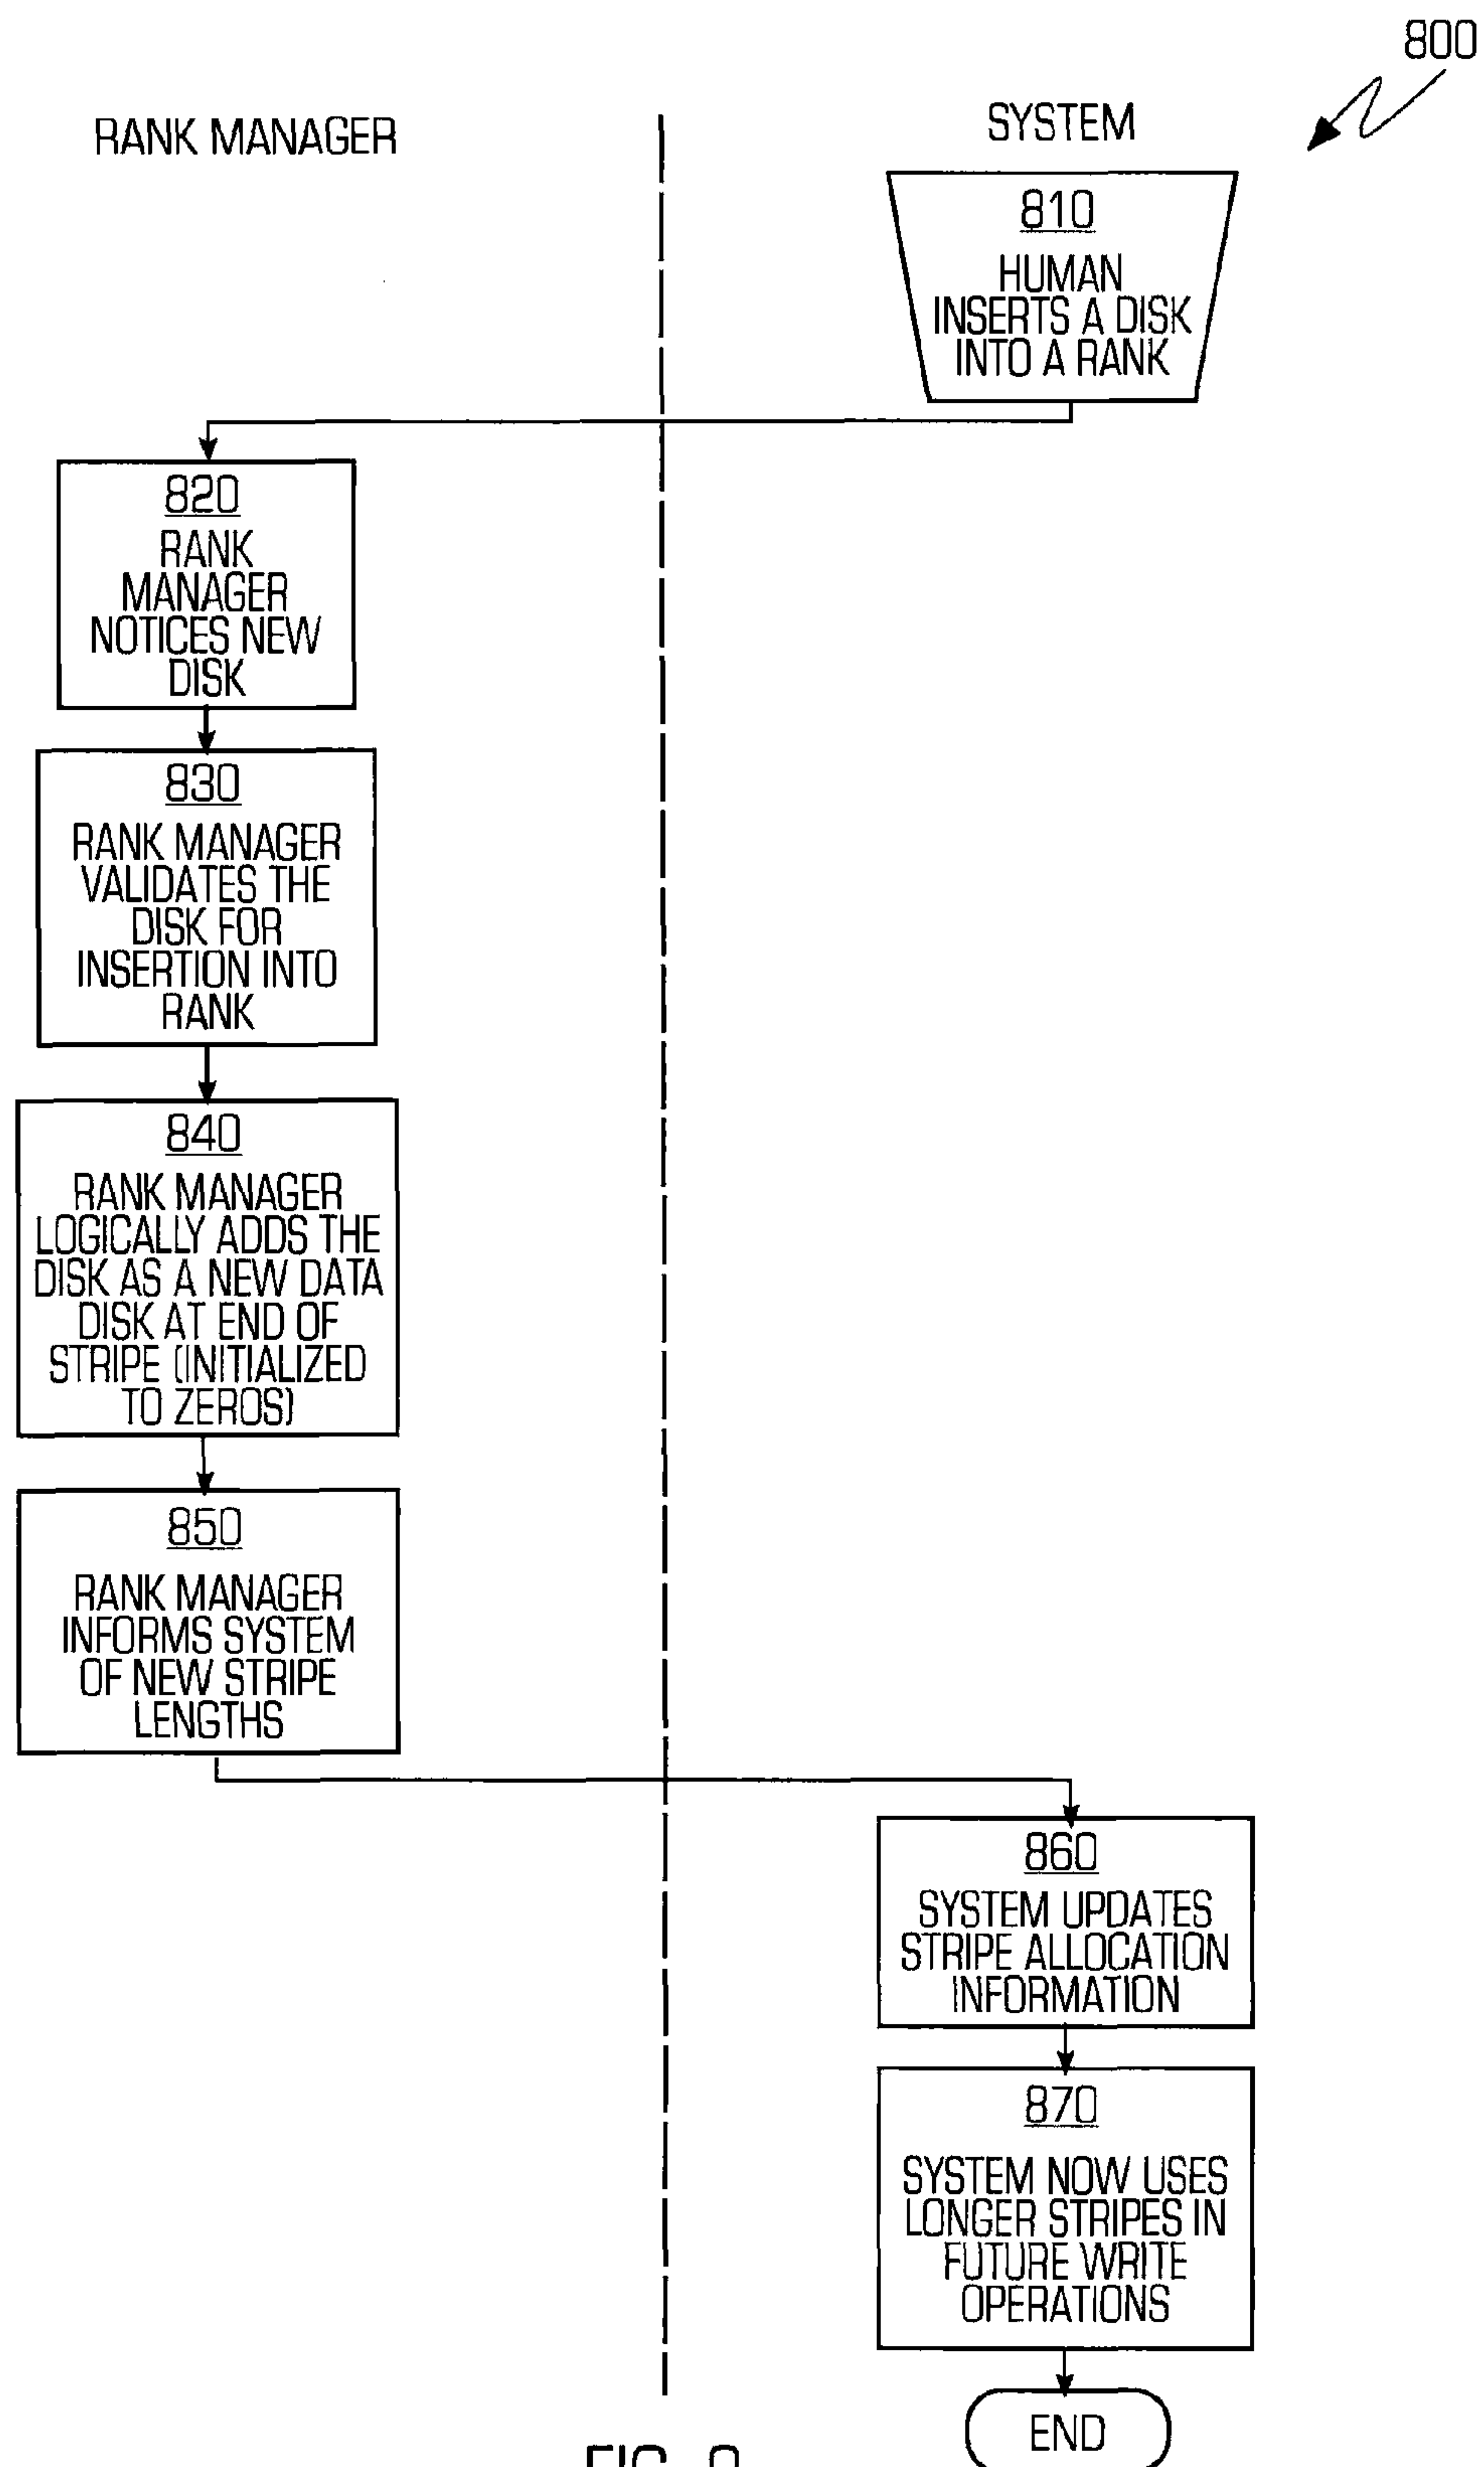 800
RANK MANAGER
SYSTEM
810
HUMAN
INSERTS A DISK
INTO A RANK
820
RANK
MANAGER
NOTICES NEW
DISK
830
RANK MANAGER
VALIDATES THE
DISK FOR
INSERTION INTO
RANK
840
RANK MANAGER
LOGICALLY ADDS THE
DISK AS A NEW DATA
DISK AT END OF
STRIPE (INITIALIZED
TO ZEROS)
850
RANK MANAGER
INFORMS SYSTEM
OF NEW STRIPE
LENGTHS
860
SYSTEM UPDATES
STRIPE ALLOCATION
INFORMATION
870
SYSTEM NOW USES
LONGER STRIPES IN
FUTURE WRITE
OPERATIONS
END
FIG.